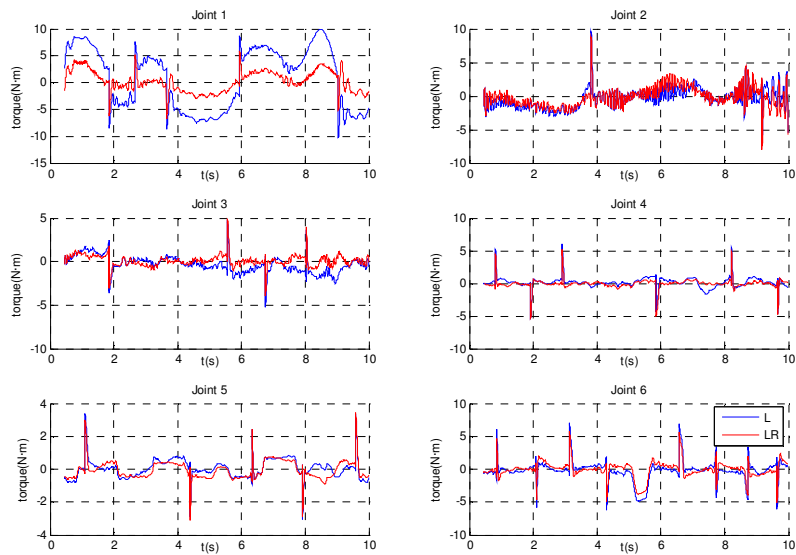 Joint 1
10
5
0
-5
-10
-15
torque(N·m)
0 2 4 6 8 10
t(s)
Joint 2
10
5
0
-5
-10
torque(N·m)
0 2 4 6 8 10
t(s)
Joint 3
5
0
-5
-10
torque(N·m)
0 2 4 6 8 10
t(s)
Joint 4
10
5
0
-5
-10
torque(N·m)
0 2 4 6 8 10
t(s)
Joint 5
4
2
0
-2
-4
torque(N·m)
0 2 4 6 8 10
t(s)
Joint 6
10
5
0
-5
-10
torque(N·m)
L
LR
0 2 4 6 8 10
t(s)